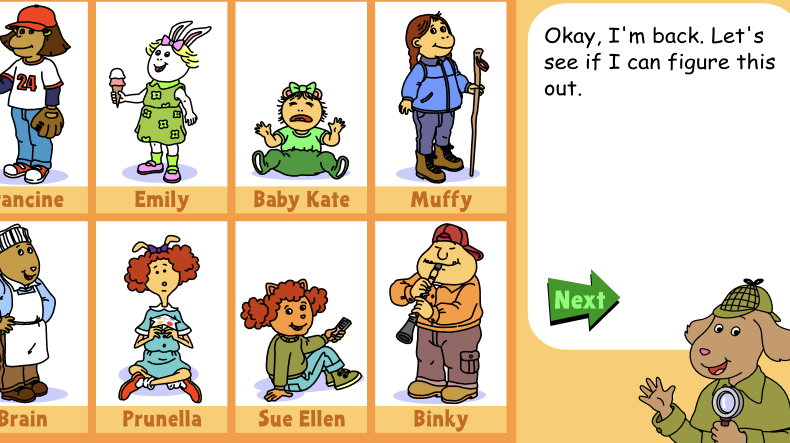 24
ancine
Emily
Baby Kate
Muffy
Brain
Prunella
Sue Ellen
Binky
Okay, I'm back. Let's
see if I can figure this
out.
Next